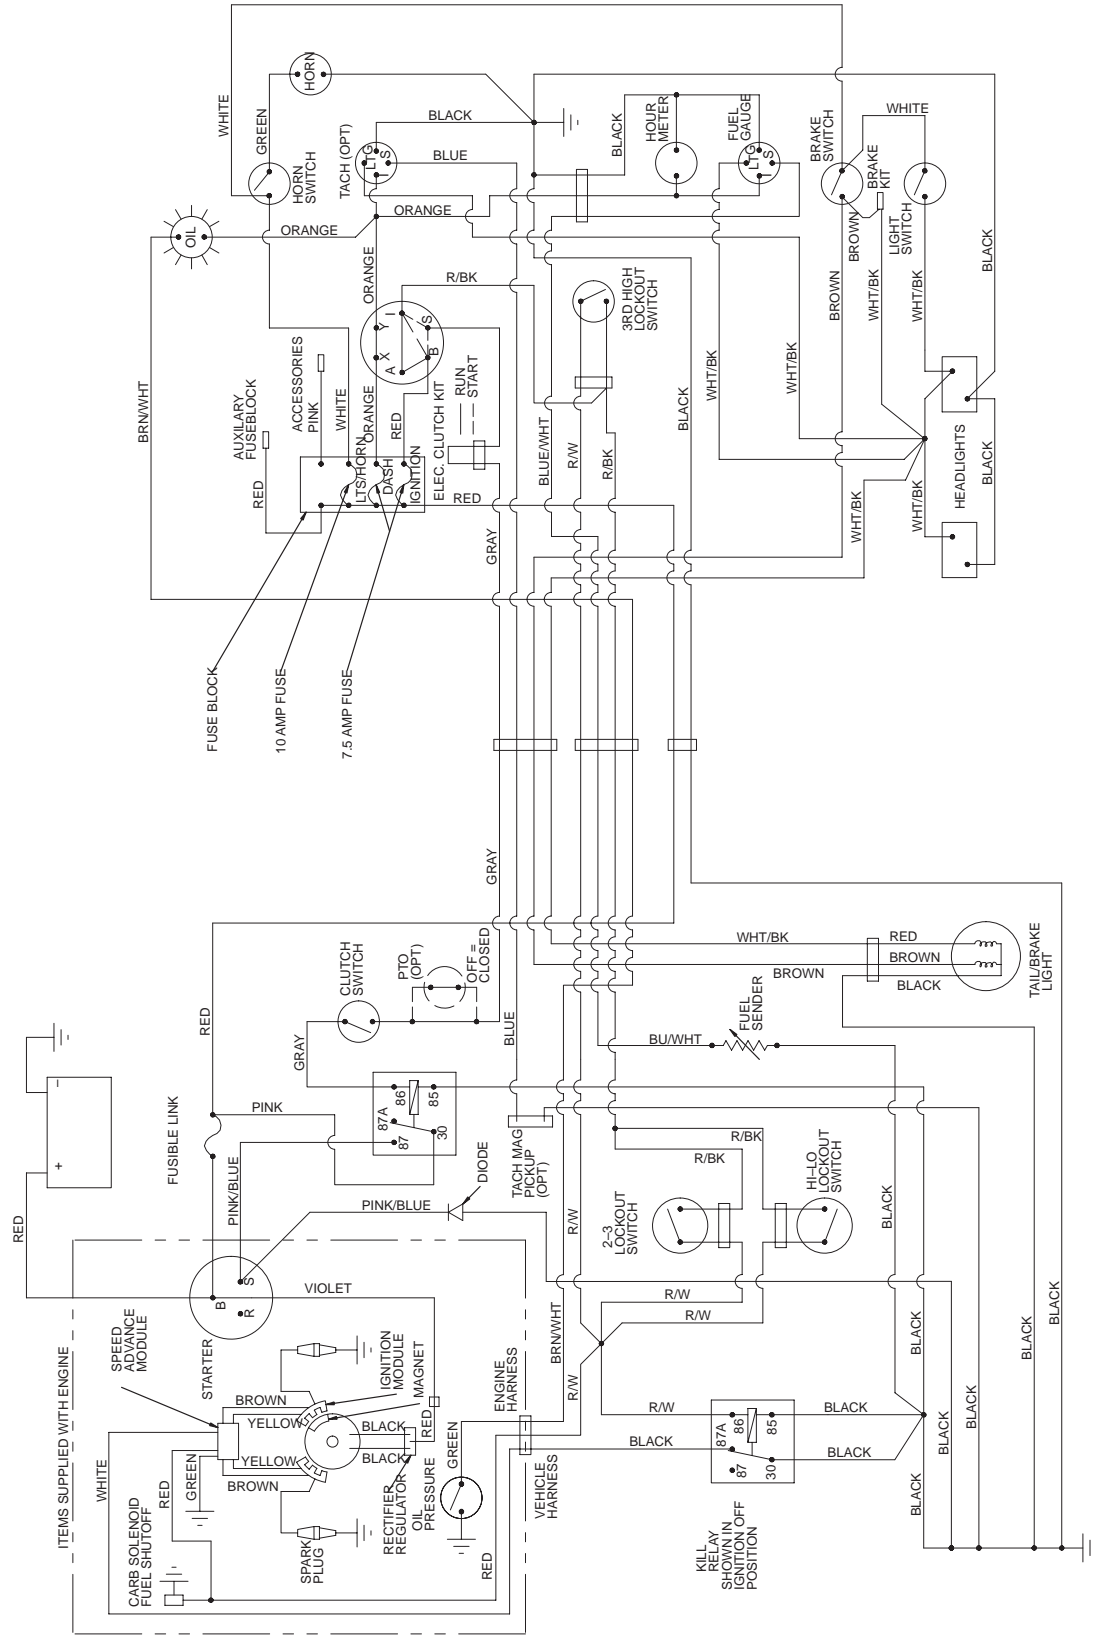 WHITE
GREEN
HORN
HORN
SWITCH
BLACK
TACH (OPT)
LTG
S
I
BLUE
BLACK
HOUR
METER
FUEL
GAUGE
LTG
S
I
BRAKE
SWITCH
WHITE
BRAKE
KIT
LIGHT
SWITCH
BROWN
BLACK
OIL
ORANGE
ORANGE
ORANGE
R/BK
3RD HIGH
LOCKOUT
SWITCH
BROWN
WHT/BK
WHT/BK
BRN/WHT
A
X
Y
I
B
S
AUXILARY
FUSEBLOCK
ACCESSORIES
PINK
WHITE
ORANGE
RED
ELEC. CLUTCH KIT
RUN
START
BLUE/WHT
R/W
R/BK
BLACK
WHT/BK
WHT/BK
RED
LTS/HORN
DASH
IGNITION
RED
GRAY
WHT/BK
WHT/BK
HEADLIGHTS
BLACK
FUSE BLOCK
10 AMP FUSE
7.5 AMP FUSE
GRAY
RED
CLUTCH
SWITCH
PTO
(OPT)
OFF =
CLOSED
WHT/BK
BROWN
RED
BROWN
BLACK
TAIL/BRAKE
LIGHT
–
+
RED
FUSIBLE LINK
PINK
GRAY
BLUE
BU/WHT
FUEL
SENDER
86
85
87A
87
30
PINK/BLUE
PINK/BLUE
DIODE
TACH MAG
PICKUP
(OPT)
R/BK
R/BK
R/W
2–3
LOCKOUT
SWITCH
HI–LO
LOCKOUT
SWITCH
BLACK
ITEMS SUPPLIED WITH ENGINE
SPEED
ADVANCE
MODULE
B
S
R
STARTER
VIOLET
IGNITION
MODULE
MAGNET
ENGINE
HARNESS
BRN/WHT
R/W
R/W
R/W
BLACK
BLACK
BLACK
BROWN
YELLOW
YELLOW
BROWN
BLACK
BLACK
RED
GREEN
R/W
BLACK
87A
86
85
87
30
BLACK
BLACK
BLACK
BLACK
WHITE
RED
GREEN
CARB SOLENOID
FUEL SHUTOFF
SPARK
PLUG
RECTIFIER
REGULATOR
OIL
PRESSURE
RED
VEHICLE
HARNESS
KILL
RELAY
SHOWN IN
IGNITION OFF
POSITION